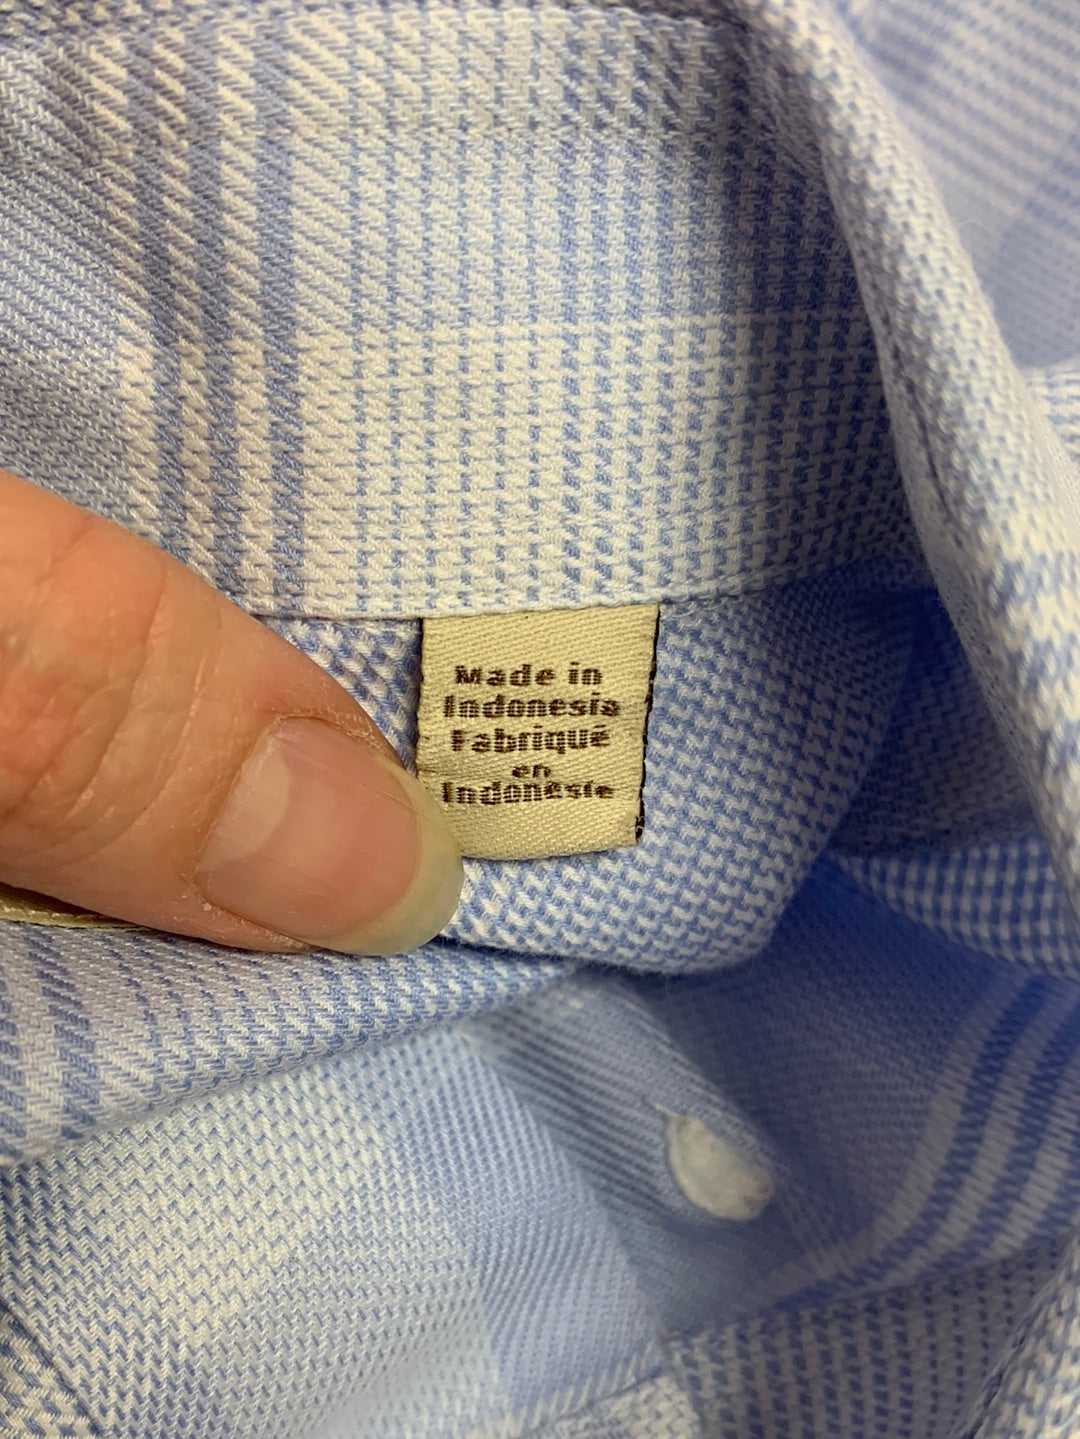 Made in
Indonesia
Fabriqué
en
Indonésie